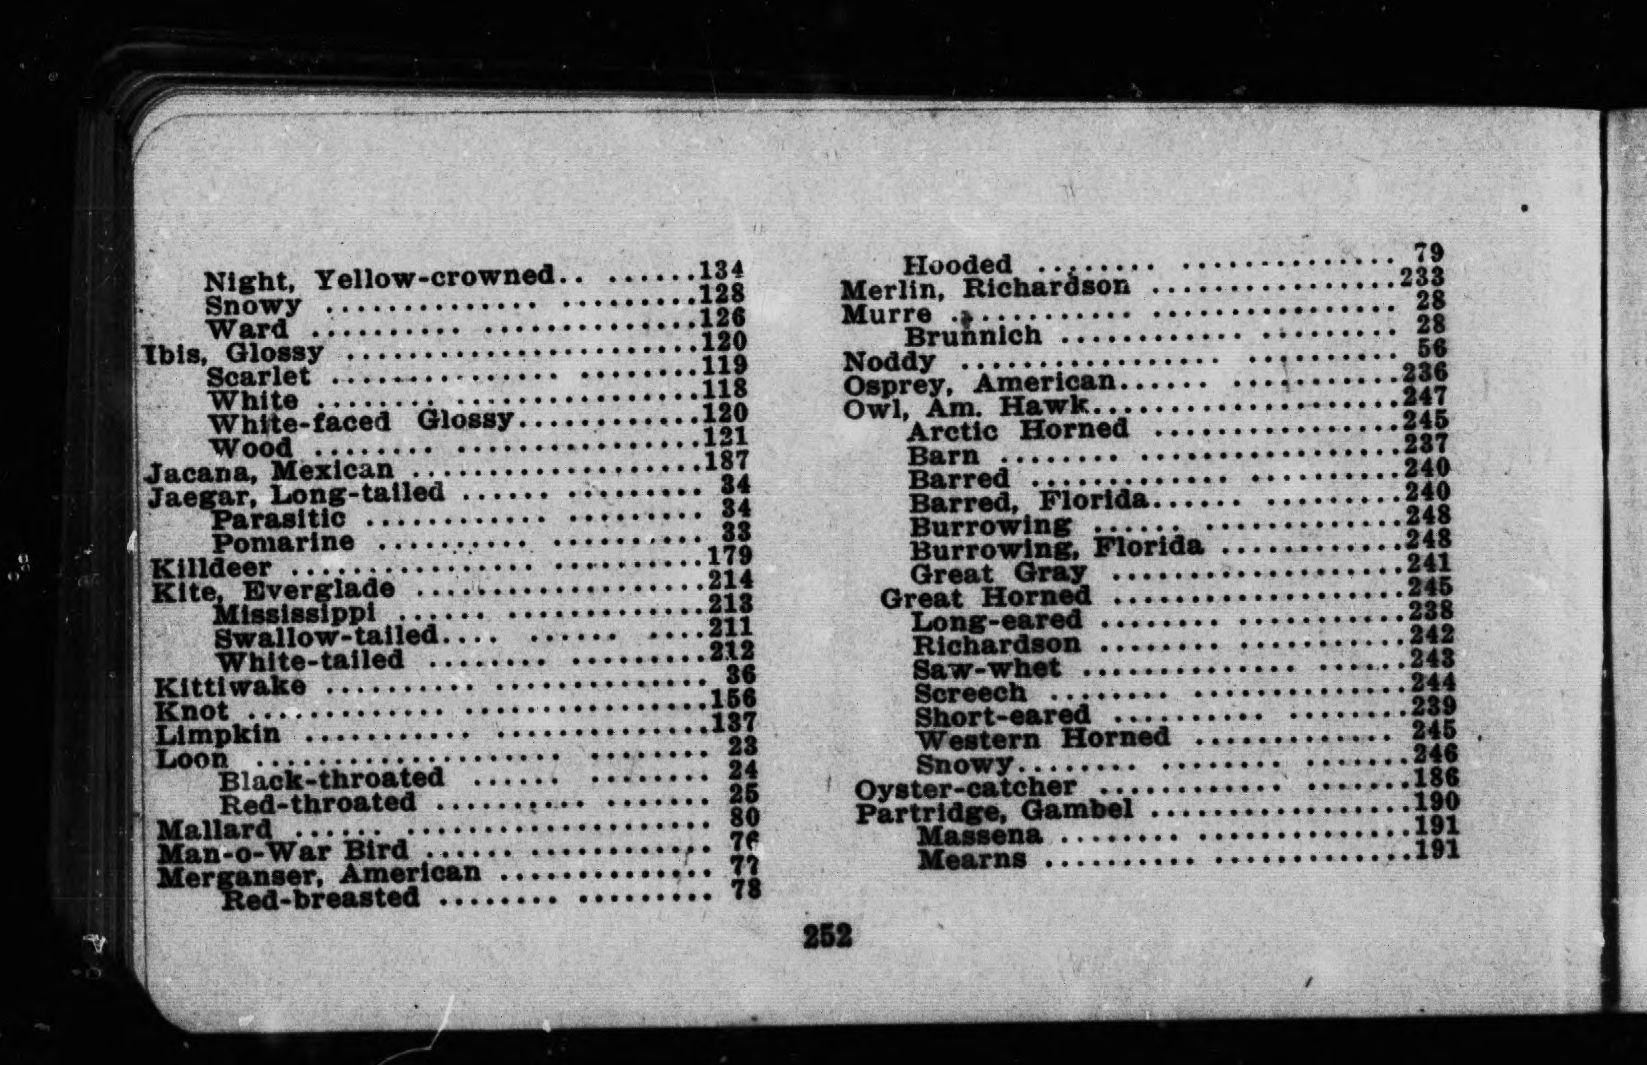 Night, Yellow-crowned.. .......134
Snowy ............. .........128
Ward .......... ..............126
Ibis, Glossy .......................120
Scarlet ............... ........119
White ........ ................118
White-faced Glossy............120
Wood ........ ................121
Jacana, Mexican ...................187
Jaegar, Long-tailed ...... ......... 34
Parasitic ............ ......... 34
Pomarine .......... .......... 33
Killdeer ................ ..........179
Kite, Everglade ...................214
Mississippi ...... .............213
Swallow-tailed.... ...... ....211
White-tailed ........ .........212
Kittiwake .......... .............. 36
Knot ............. ................156
Limpkin ........... ..............137
Loon ................... ........ 23
Black-throated ...... ........ 24
Red-throated .......... ....... 25
Mallard ...... .................... 80
Man-o-War Bird ...... ............ 76
Merganser, American .............. 77
Red-breasted ........ ......... 78
Hooded ........ .............. 79
Merlin, Richardson ................233
Murre ............ ................ 28
Brunnich ........... ......... 28
Noddy ................. .......... 56
Osprey, American...... ...........236
Owl, Am. Hawk.....................247
Arctic Horned ................245
Barn ........ .................237
Barred ............. ..........240
Barred, Florida...... .........240
Burrowing ...... .............248
Burrowing, Florida ............248
Great Gray ...................241
Great Horned ...................245
Long-eared ........ ...........238
Richardson ........ ...........242
Saw-whet .............. ......243
Screech ........ ..............244
Short-eared .......... ........239
Western Horned ............. 245
Snowy........ ........ .......246
Oyster-catcher ............ .......186
Partridge, Gambel .................190
Massena ........ ..............191
Mearns .......... .............191
252